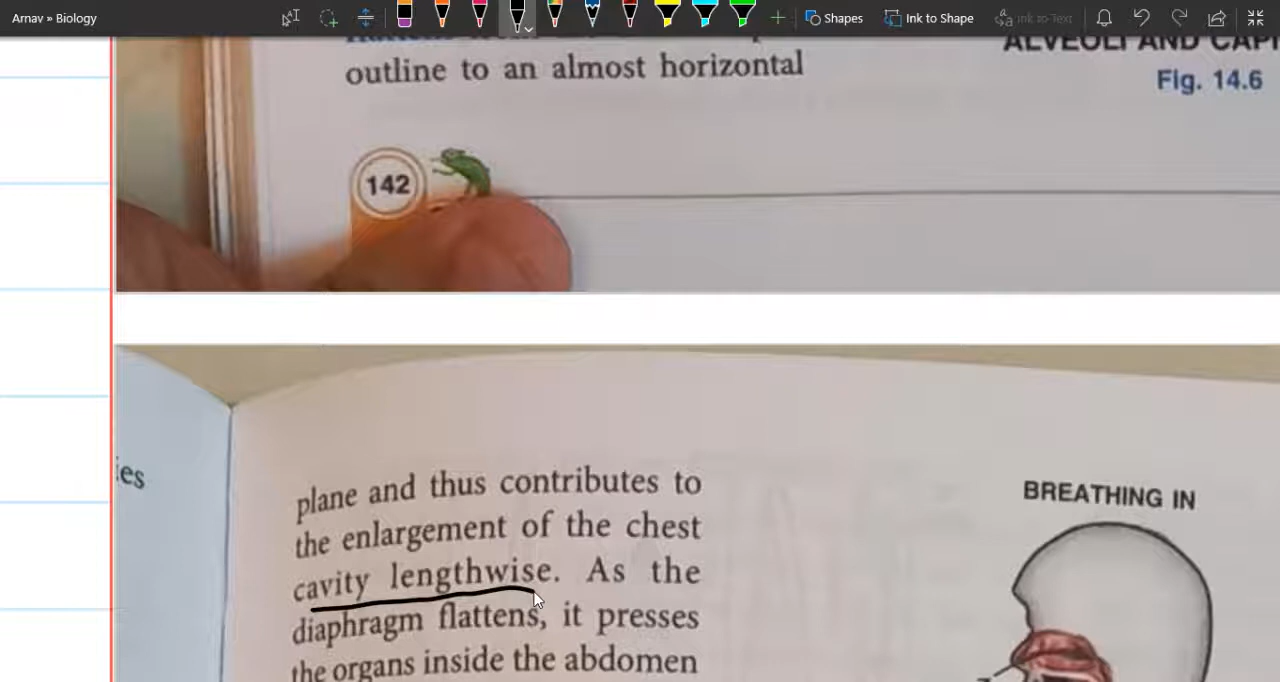 Arnav » Biology
Shapes
Ink to Shape
Ink to Text
outline to an almost horizontal
ALVEOLI AND
Fig. 14.6
142
ies
plane and thus contributes to
the enlargement of the chest
cavity lengthwise. As the
diaphragm flattens, it presses
the organs inside the abdomen
BREATHING IN